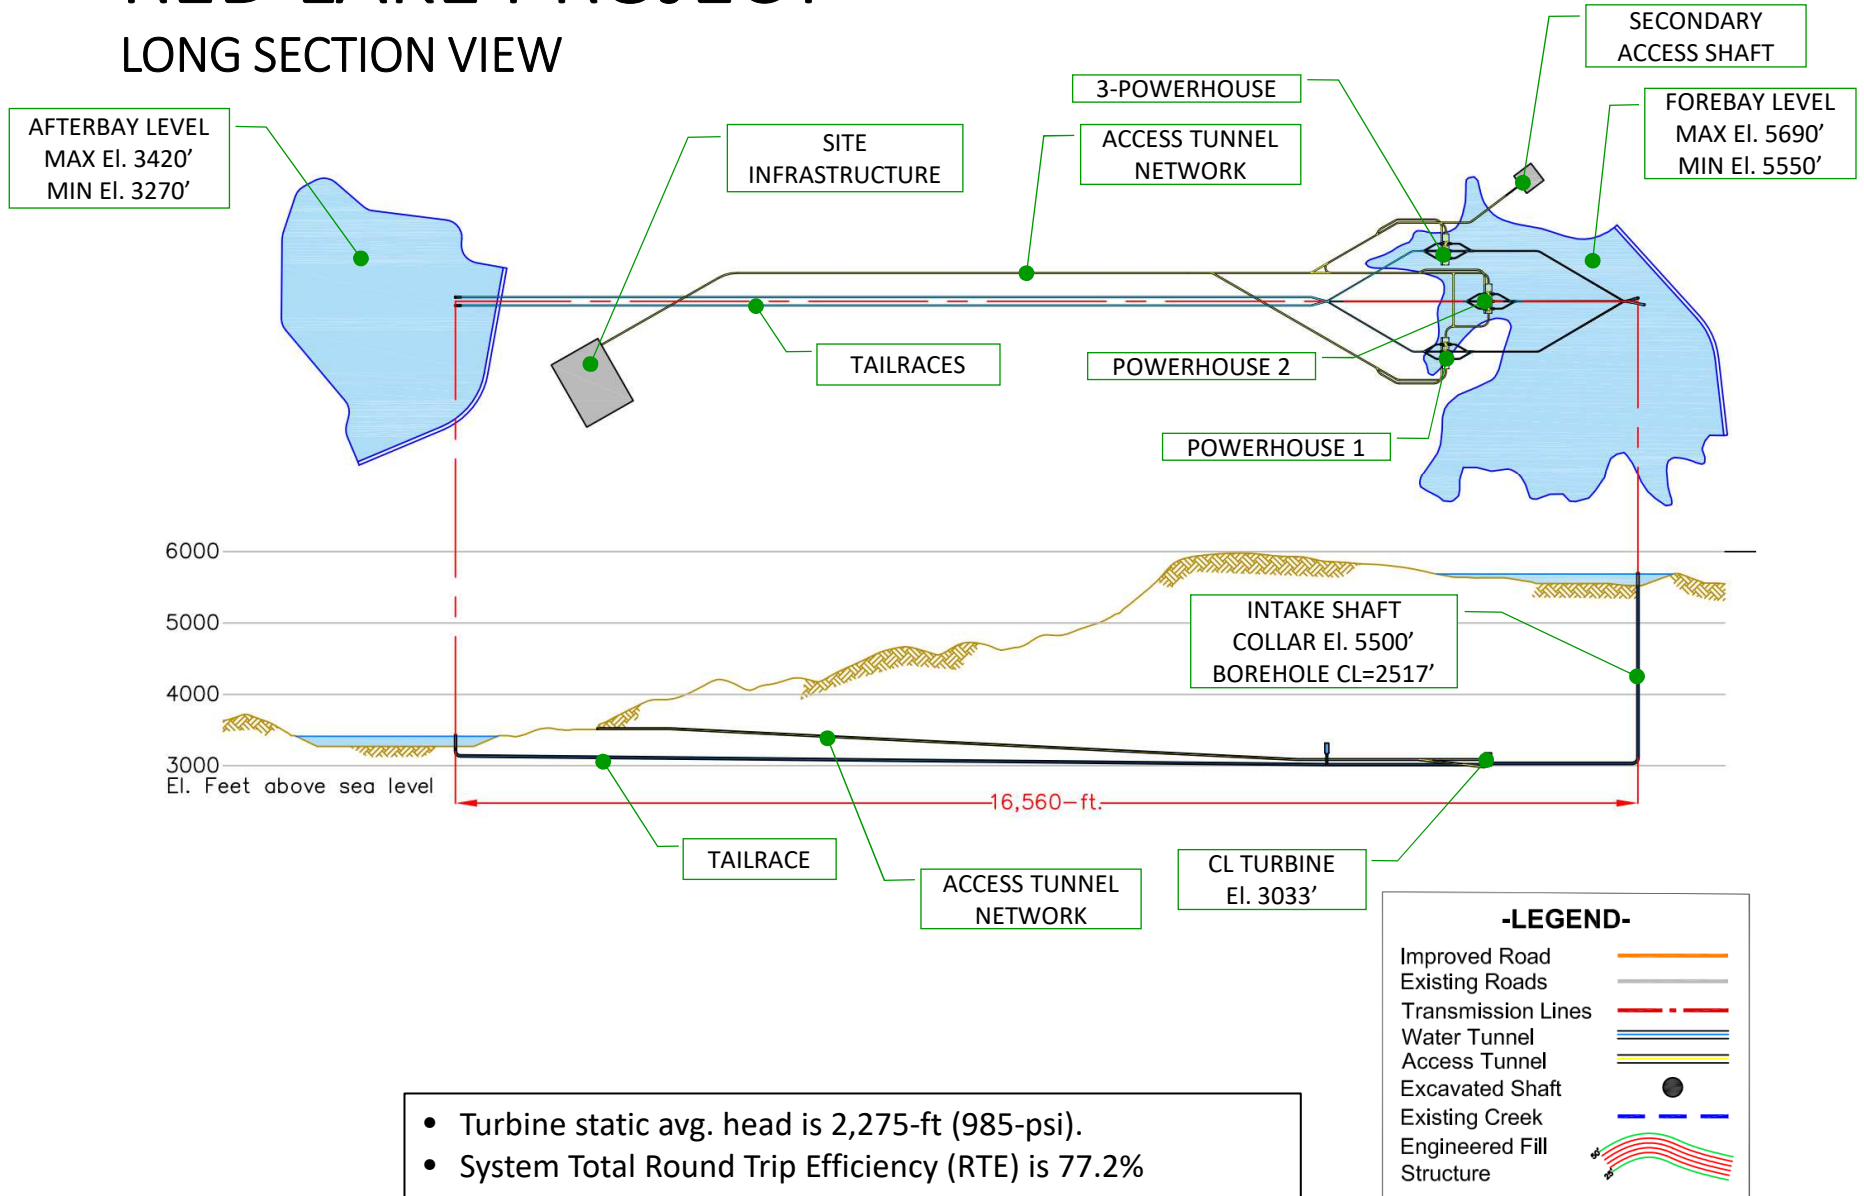 LONG SECTION VIEW
SECONDARY
ACCESS SHAFT
3-POWERHOUSE
FOREBAY LEVEL
MAX El. 5690’
MIN El. 5550’
AFTERBAY LEVEL
MAX El. 3420’
MIN El. 3270’
SITE
INFRASTRUCTURE
ACCESS TUNNEL
NETWORK
TAILRACES
POWERHOUSE 2
POWERHOUSE 1
6000
5000
4000
3000
El. Feet above sea level
INTAKE SHAFT
COLLAR El. 5500’
BOREHOLE CL=2517’
16,560-ft.
TAILRACE
ACCESS TUNNEL
NETWORK
CL TURBINE
El. 3033’
-LEGEND-
Improved Road
Existing Roads
Transmission Lines
Water Tunnel
Access Tunnel
Excavated Shaft
Existing Creek
Engineered Fill
Structure
• Turbine static avg. head is 2,275-ft (985-psi).
• System Total Round Trip Efficiency (RTE) is 77.2%